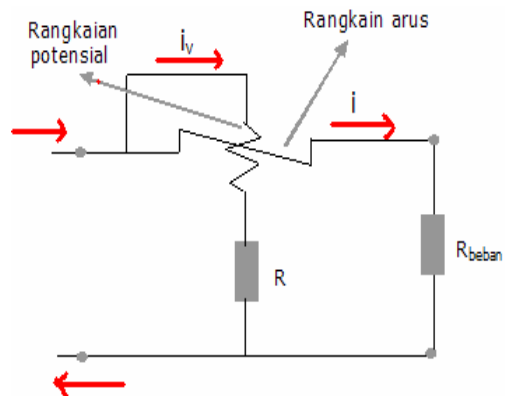 Rangkaian
potensial
Rangkain arus
iv
i
R
Rbeban